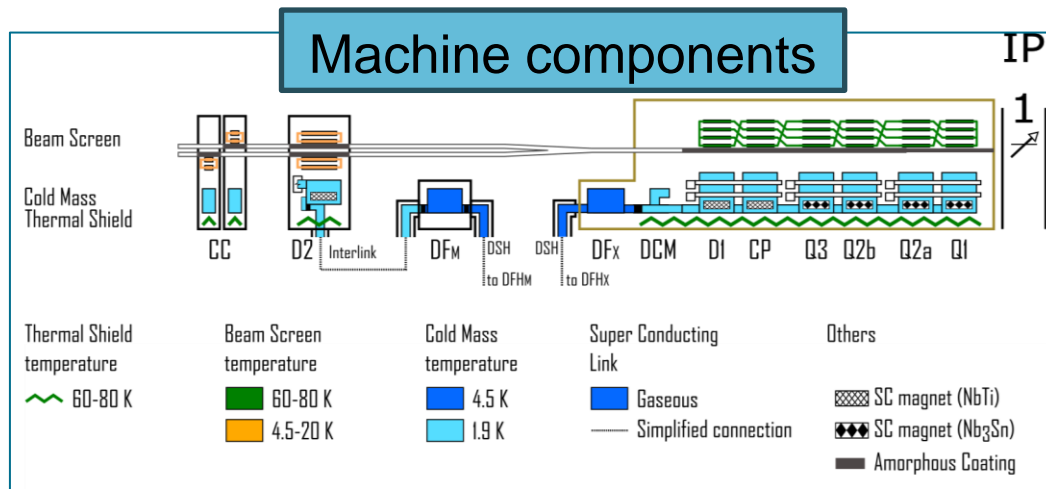 Machine components
IP
1
Beam Screen
Cold Mass
Thermal Shield
CC D2 Interlink DFM DSH DSH DFX DCM D1 CP Q3 Q2b Q2a Q1
to DFHM to DFHX
Thermal Shield
temperature
60-80 K
Beam Screen
temperature
60-80 K
4.5-20 K
Cold Mass
temperature
4.5 K
1.9 K
Super Conducting
Link
Gaseous
Simplified connection
Others
SC magnet (NbTi)
SC magnet (Nb3Sn)
Amorphous Coating